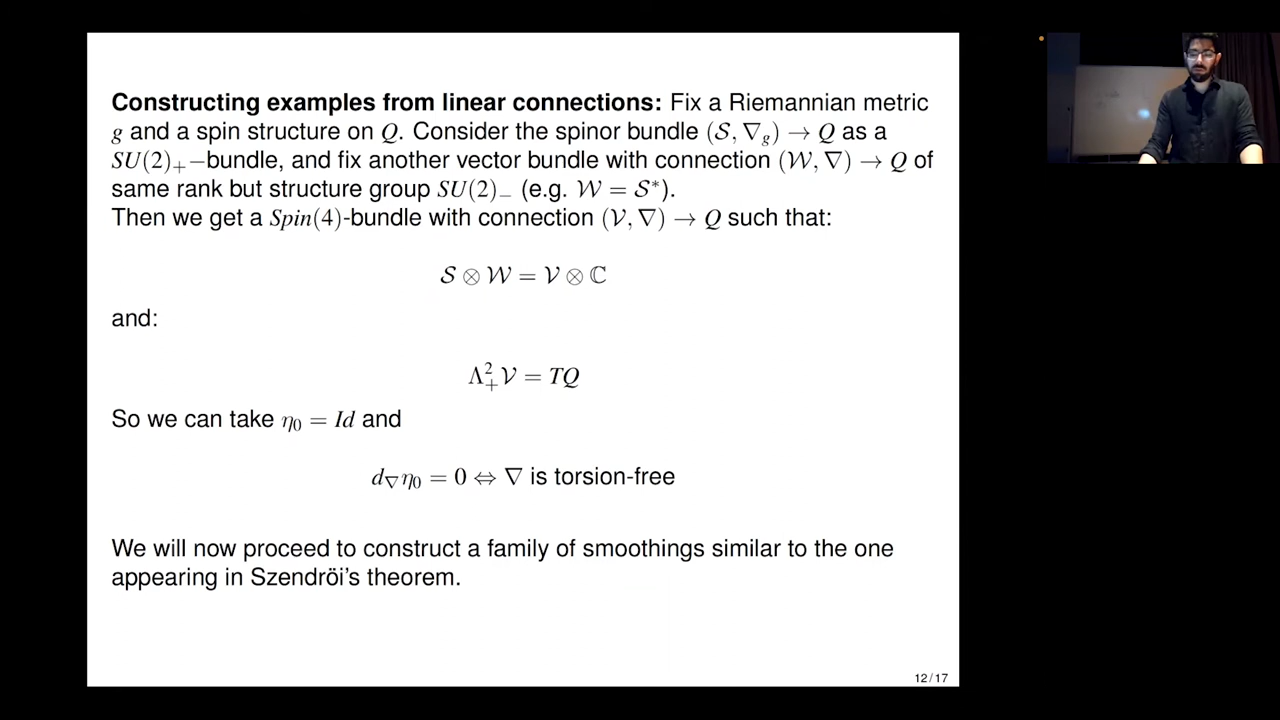 Constructing examples from linear connections: Fix a Riemannian metric
g and a spin structure on Q. Consider the spinor bundle (𝒮, ∇_g) → Q as a
SU(2)₊−bundle, and fix another vector bundle with connection (𝒲, ∇) → Q of
same rank but structure group SU(2)₋ (e.g. 𝒲 = 𝒮*).
Then we get a Spin(4)-bundle with connection (𝒱, ∇) → Q such that:
𝒮 ⊗ 𝒲 = 𝒱 ⊗ ℂ
and:
Λ²₊𝒱 = TQ
So we can take η₀ = Id and
d_∇η₀ = 0 ⇔ ∇ is torsion-free
We will now proceed to construct a family of smoothings similar to the one
appearing in Szendröi's theorem.
12 / 17